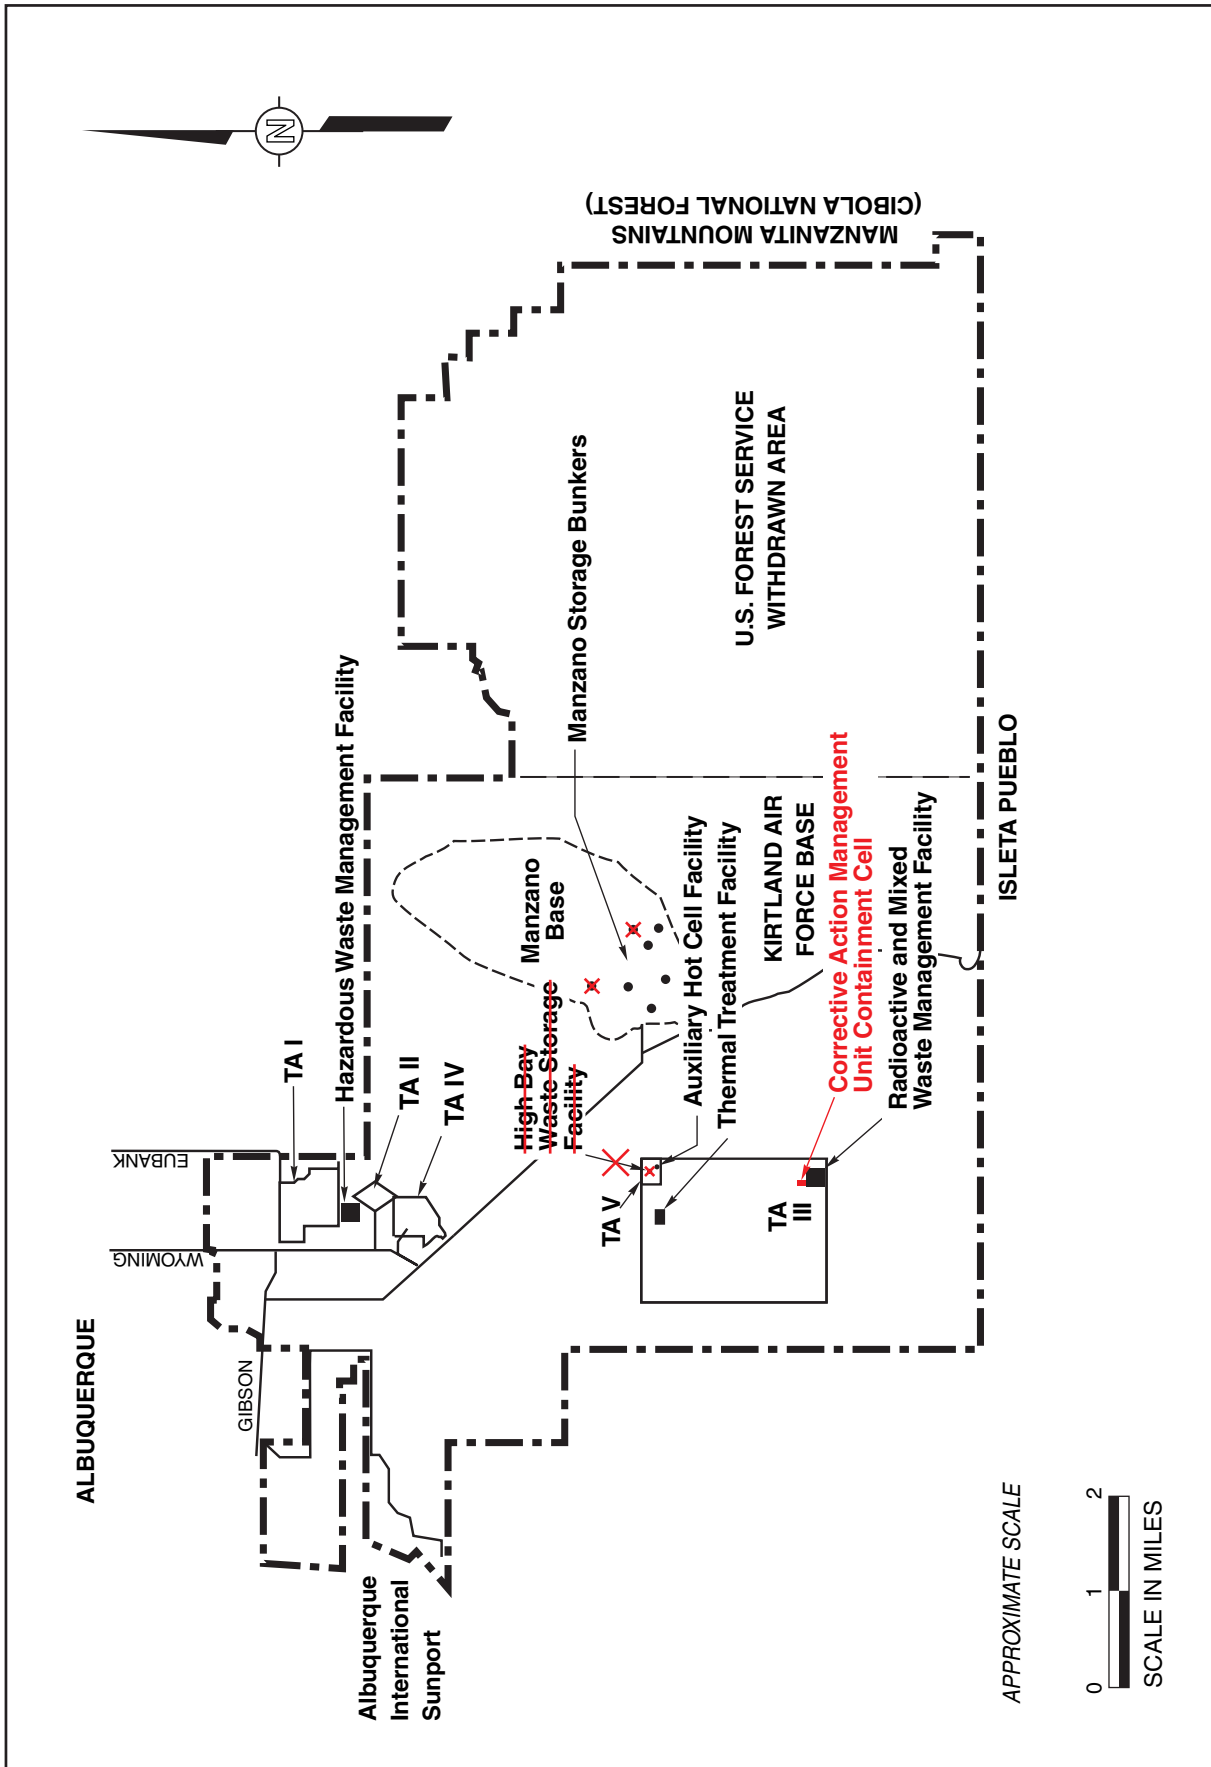 ALBUQUERQUE
EUBANK
WYOMING
GIBSON
TA I
Hazardous Waste Management Facility
TA II
TA IV
N
Albuquerque
International
Sunport
High Bay
Waste Storage
Facility
Manzano
Base
Manzano Storage Bunkers
MANZANITA MOUNTAINS
(CIBOLA NATIONAL FOREST)
U.S. FOREST SERVICE
WITHDRAWN AREA
TA V
Auxiliary Hot Cell Facility
Thermal Treatment Facility
KIRTLAND AIR
FORCE BASE
TA
III
Corrective Action Management
Unit Containment Cell
Radioactive and Mixed
Waste Management Facility
ISLETA PUEBLO
APPROXIMATE SCALE
0 1 2
SCALE IN MILES